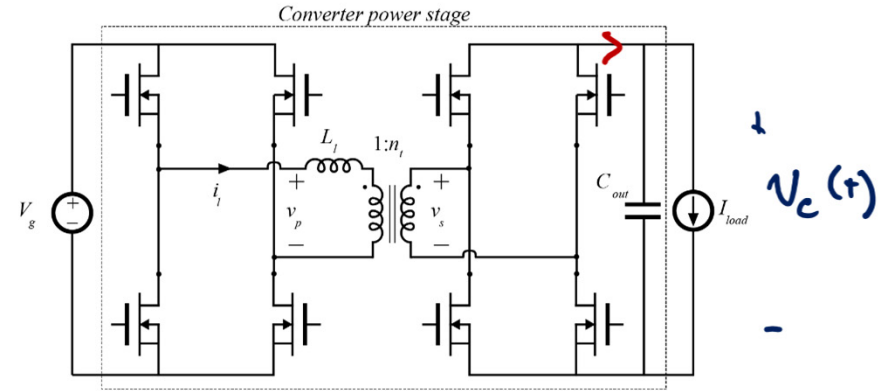 Converter power stage
L_l
1:n_t
i_l
+
v_p
−
+
v_s
−
V_g
+
−
C_out
I_load
+
V_c (t)
-